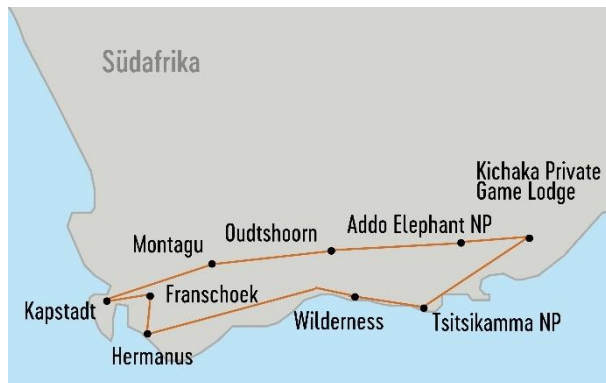 Südafrika
Kichaka Private
Game Lodge
Addo Elephant NP
Oudtshoorn
Montagu
Franschoek
Kapstadt
Wilderness
Tsitsikamma NP
Hermanus